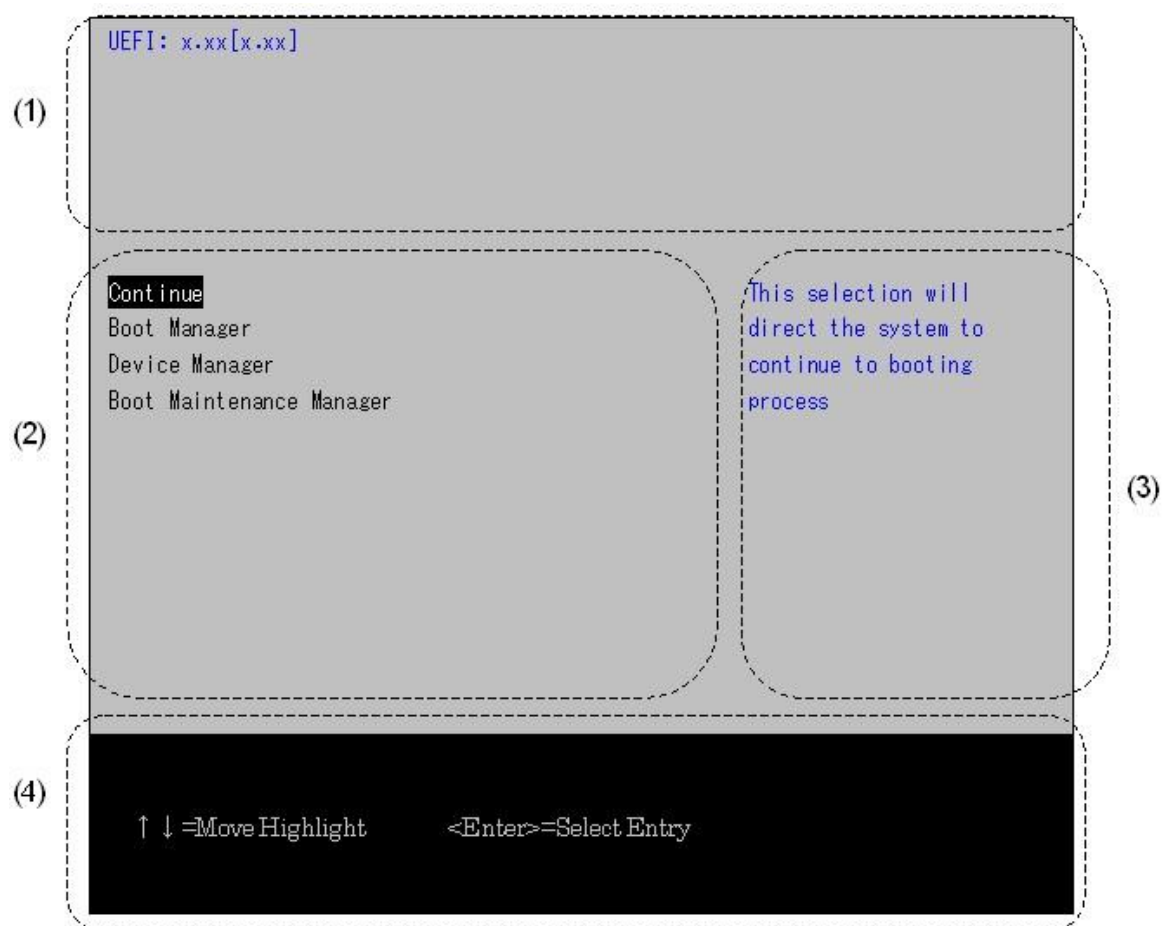 UEFI: x.xx[x.xx]
(1)
Continue
Boot Manager
Device Manager
Boot Maintenance Manager
(2)
This selection will
direct the system to
continue to booting
process
(3)
(4)
↑ ↓ =Move Highlight <Enter>=Select Entry